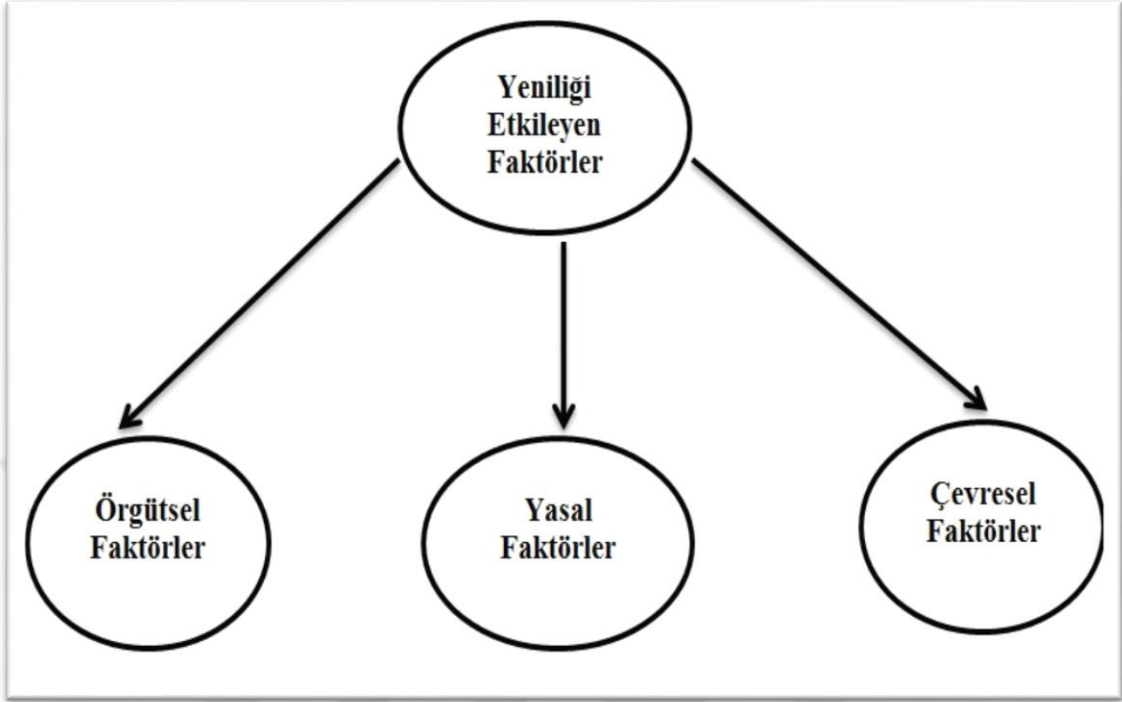 Yeniliği
Etkileyen
Faktörler
Örgütsel
Faktörler
Yasal
Faktörler
Çevresel
Faktörler